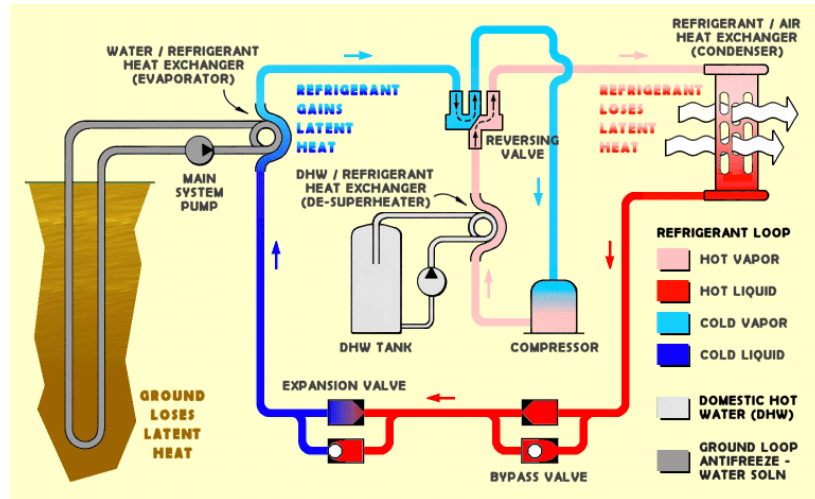 WATER / REFRIGERANT
HEAT EXCHANGER
(EVAPORATOR)
REFRIGERANT
GAINS
LATENT
HEAT
REVERSING
VALVE
REFRIGERANT
LOSES
LATENT
HEAT
REFRIGERANT / AIR
HEAT EXCHANGER
(CONDENSER)
MAIN
SYSTEM
PUMP
DHW / REFRIGERANT
HEAT EXCHANGER
(DE-SUPERHEATER)
DHW TANK
COMPRESSOR
GROUND
LOSES
LATENT
HEAT
EXPANSION VALVE
BYPASS VALVE
REFRIGERANT LOOP
HOT VAPOR
HOT LIQUID
COLD VAPOR
COLD LIQUID
DOMESTIC HOT
WATER (DHW)
GROUND LOOP
ANTIFREEZE -
WATER SOLN